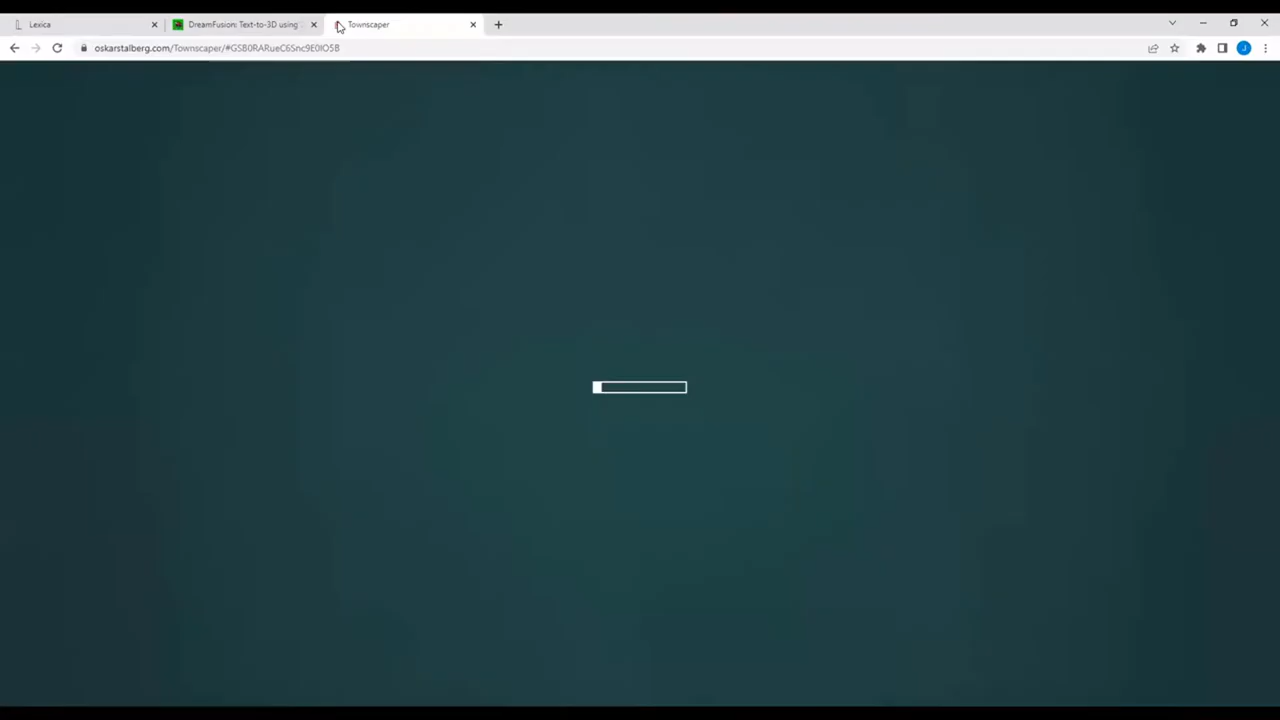 Lexica
DreamFusion: Text-to-3D using
Townscaper
oskarstalberg.com/Townscaper/#GSB0RARueC6Snc9E0IO5B
J